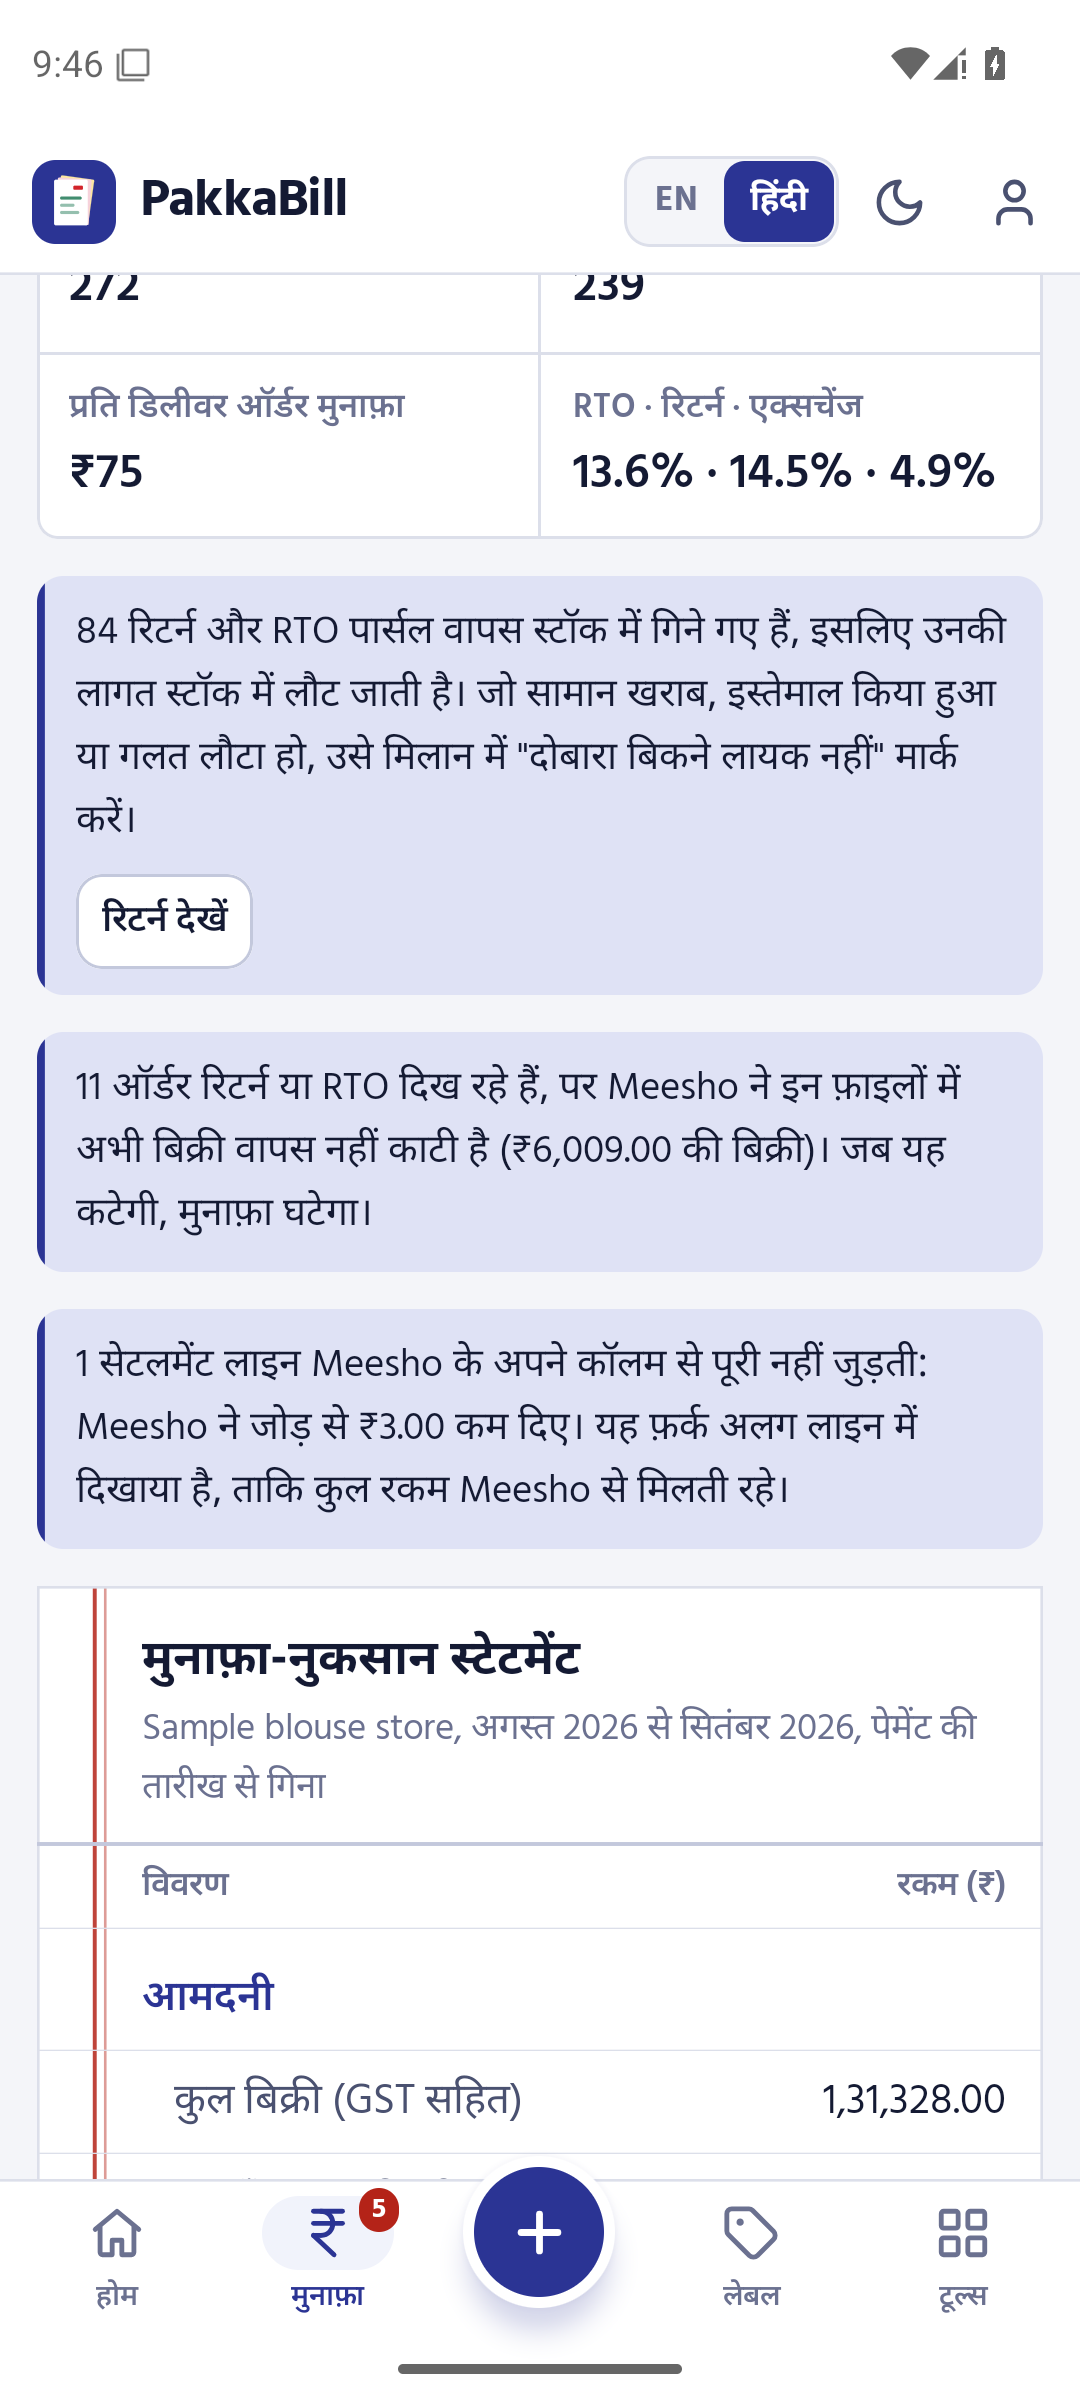 9:46
PakkaBill
EN हिंदी
272 239
प्रति डिलीवर ऑर्डर मुनाफ़ा
₹75
RTO · रिटर्न · एक्सचेंज
13.6% · 14.5% · 4.9%
84 रिटर्न और RTO पार्सल वापस स्टॉक में गिने गए हैं, इसलिए उनकी
लागत स्टॉक में लौट जाती है। जो सामान खराब, इस्तेमाल किया हुआ
या गलत लौटा हो, उसे मिलान में "दोबारा बिकने लायक नहीं" मार्क
करें।
रिटर्न देखें
11 ऑर्डर रिटर्न या RTO दिख रहे हैं, पर Meesho ने इन फ़ाइलों में
अभी बिक्री वापस नहीं काटी है (₹6,009.00 की बिक्री)। जब यह
कटेगी, मुनाफ़ा घटेगा।
1 सेटलमेंट लाइन Meesho के अपने कॉलम से पूरी नहीं जुड़ती:
Meesho ने जोड़ से ₹3.00 कम दिए। यह फ़र्क अलग लाइन में
दिखाया है, ताकि कुल रकम Meesho से मिलती रहे।
मुनाफ़ा-नुकसान स्टेटमेंट
Sample blouse store, अगस्त 2026 से सितंबर 2026, पेमेंट की
तारीख से गिना
विवरण रकम (₹)
आमदनी
कुल बिक्री (GST सहित) 1,31,328.00
5
होम मुनाफ़ा लेबल टूल्स